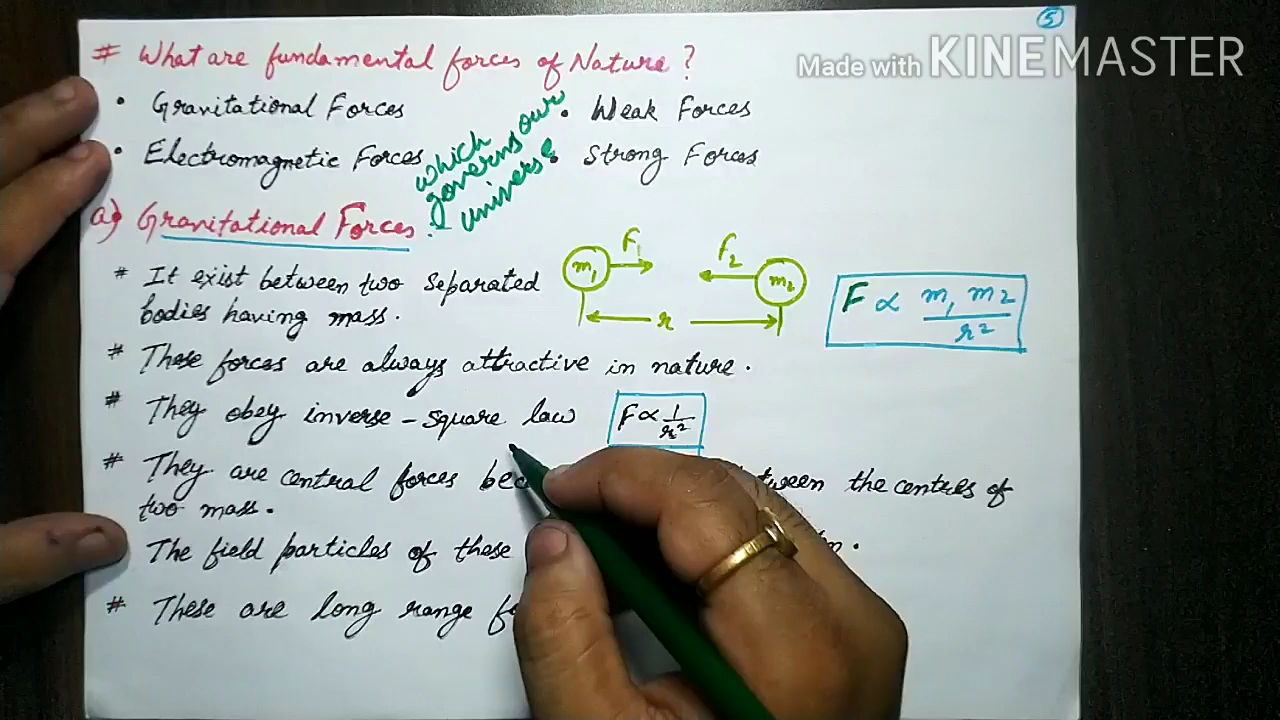 5
Made with KINEMASTER
# What are fundamental forces of Nature?
• Gravitational Forces • Weak Forces
• Electromagnetic Forces • Strong Forces
which
governs our
universe
a) Gravitational Forces :-
# It exist between two separated
bodies having mass.
m1 F1 F2 m2
r
F ∝ m1 m2 / r²
# These forces are always attractive in nature.
# They obey inverse-square law F ∝ 1/r²
# They are central forces between the centres of
two mass.
The field particles of these
# These are long range